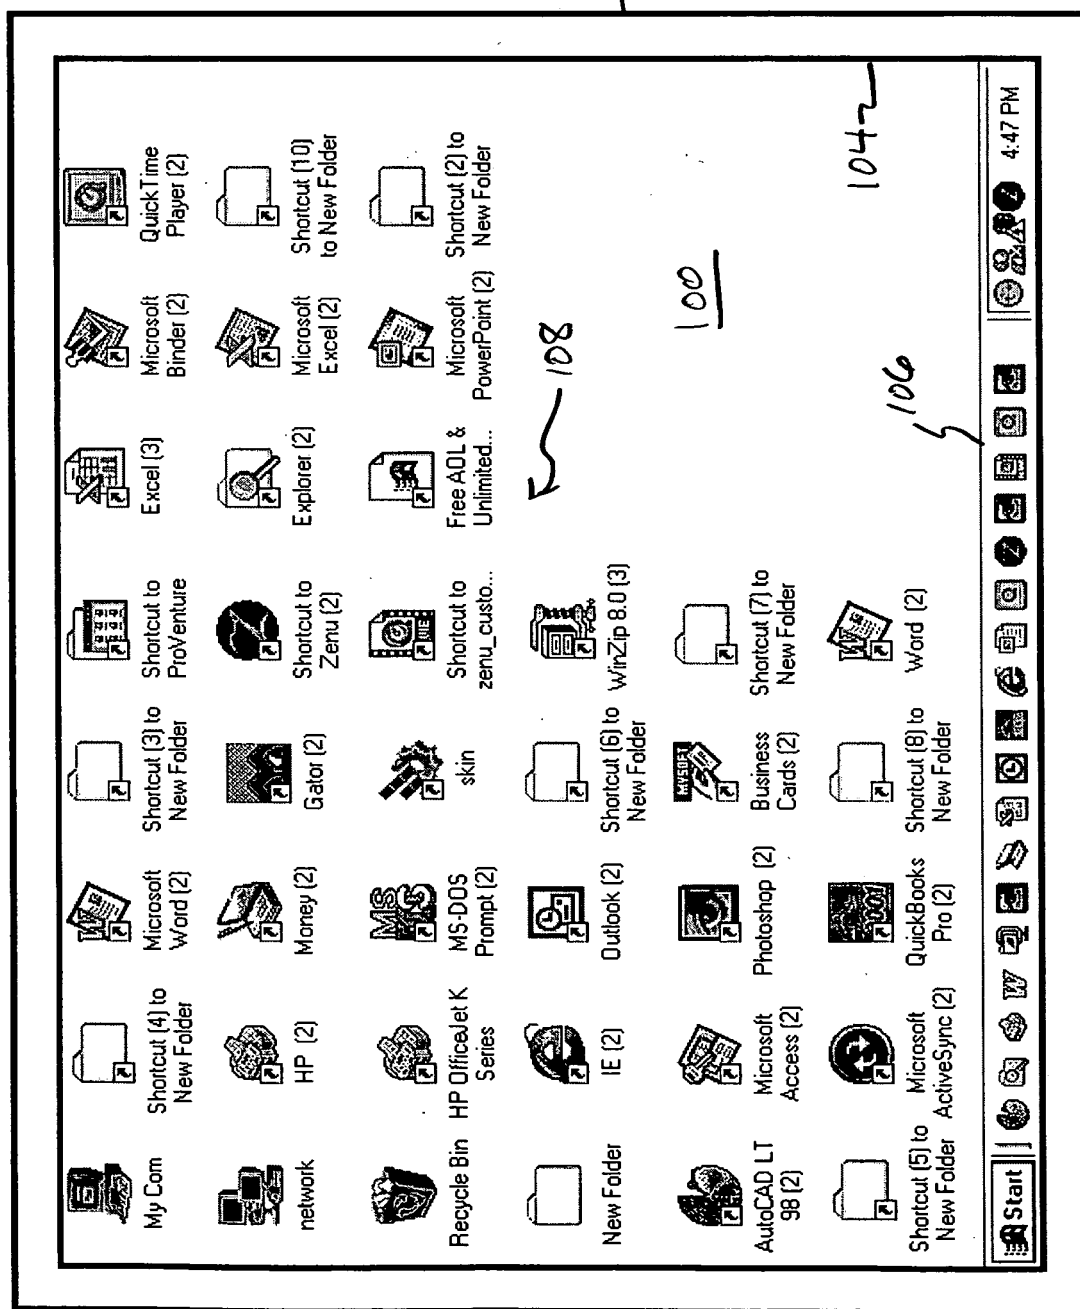 My Com
Shortcut (4) to
New Folder
Microsoft
Word (2)
Shortcut (3) to
New Folder
Shortcut to
ProVenture
Excel (3)
Microsoft
Binder (2)
QuickTime
Player (2)
network
HP (2)
Money (2)
Gator (2)
Shortcut to
Zenu (2)
Explorer (2)
Microsoft
Excel (2)
Shortcut (10)
to New Folder
Recycle Bin
HP OfficeJet K
Series
MS
MS-DOS
Prompt (2)
skin
Shortcut to
zenu_custo...
Free AOL &
Unlimited...
Microsoft
PowerPoint (2)
Shortcut (2) to
New Folder
New Folder
IE (2)
Outlook (2)
Shortcut (6) to
New Folder
WinZip 8.0 (3)
108
AutoCAD LT
98 (2)
Microsoft
Access (2)
Photoshop (2)
Business
Cards (2)
Shortcut (7) to
New Folder
100
Shortcut (5) to
New Folder
Microsoft
ActiveSync (2)
QuickBooks
Pro (2)
Shortcut (8) to
New Folder
Word (2)
106
104
Start
4:47 PM